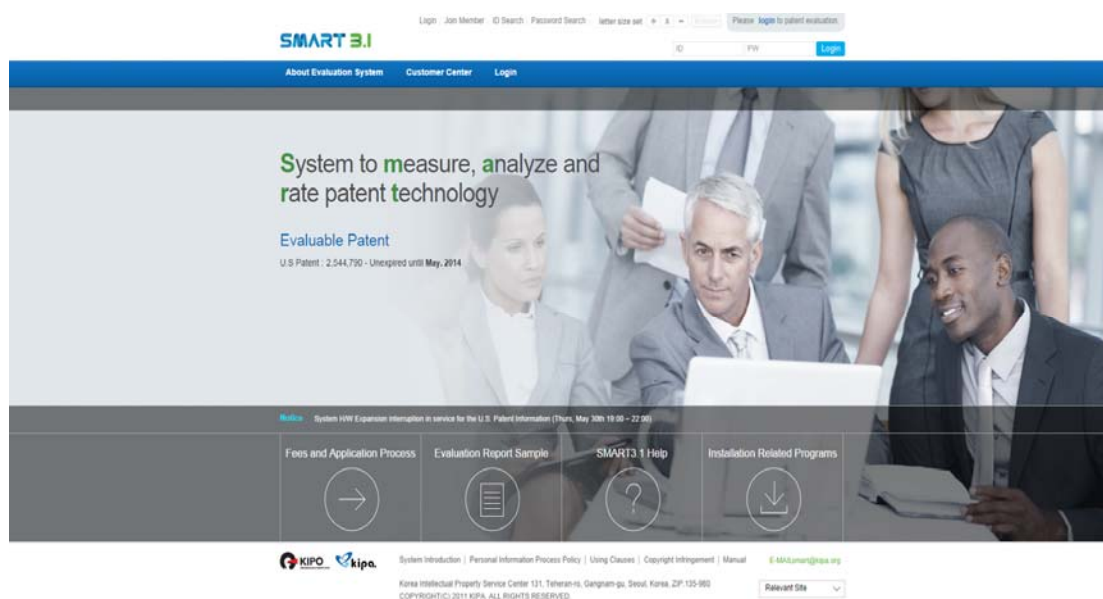 Login Join Member ID Search Password Search letter size set + A - Please login to patent evaluation.
SMART 3.1
ID PW Login
About Evaluation System Customer Center Login
System to measure, analyze and
rate patent technology
Evaluable Patent
U.S Patent : 2,544,790 - Unexpired until May. 2014
Notice System H/W Expansion interruption in service for the U.S. Patent Information (Thurs, May 30th 19:00 ~ 22:00)
Fees and Application Process Evaluation Report Sample SMART3.1 Help Installation Related Programs
KIPO kipa. System Introduction | Personal Information Process Policy | Using Clauses | Copyright Infringement | Manual E-MAIL:smart@kipa.org
Korea Intellectual Property Service Center 131, Teheran-ro, Gangnam-gu, Seoul, Korea, ZIP:135-980
COPYRIGHT(C) 2011 KIPA. ALL RIGHTS RESERVED. Relevant Site